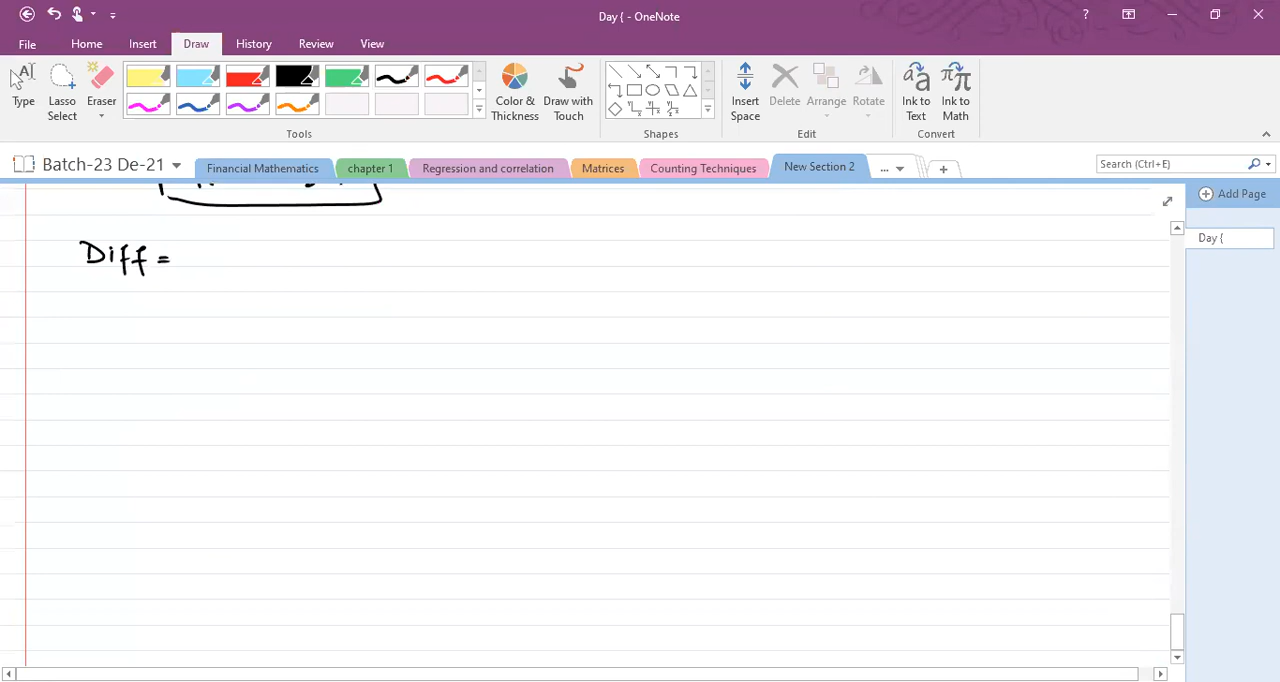 Day { - OneNote
?
File Home Insert Draw History Review View
Type
Lasso Select
Eraser
Color & Thickness
Draw with Touch
Insert Space
Delete
Arrange
Rotate
Ink to Text
Ink to Math
Tools
Shapes
Edit
Convert
Batch-23 De-21
Financial Mathematics
chapter 1
Regression and correlation
Matrices
Counting Techniques
New Section 2
...
Search (Ctrl+E)
Add Page
Day {
Diff =